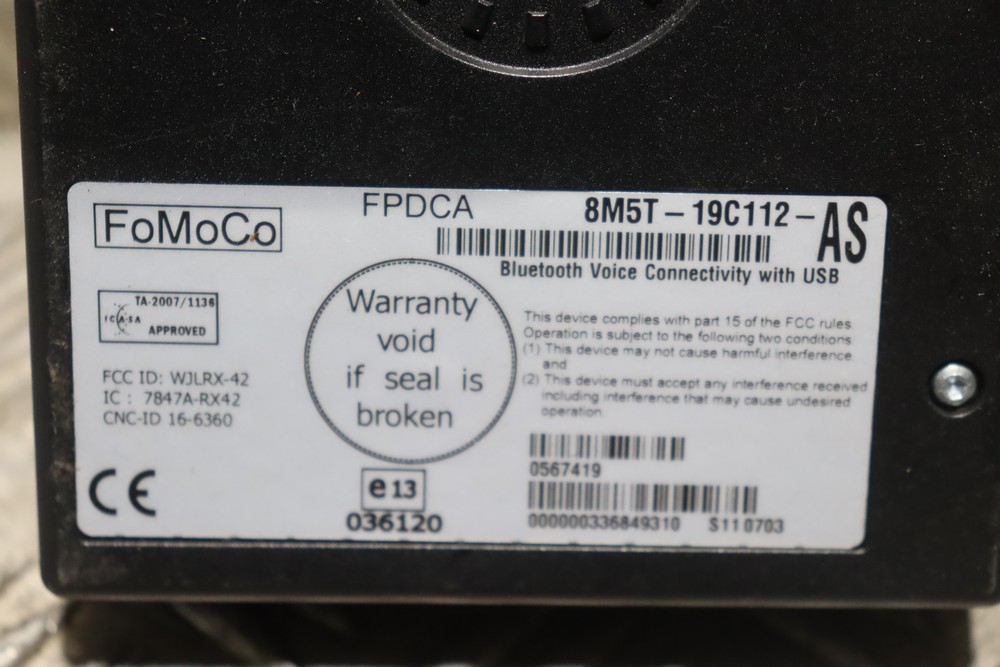 FoMoCo
FPDCA
8M5T-19C112-AS
Bluetooth Voice Connectivity with USB
TA-2007/1136
ICASA
APPROVED
Warranty
void
if seal is
broken
This device complies with part 15 of the FCC rules
Operation is subject to the following two conditions
(1) This device may not cause harmful interference
and
(2) This device must accept any interference received
including interference that may cause undesired
operation.
FCC ID: WJLRX-42
IC : 7847A-RX42
CNC-ID 16-6360
0567419
CE
e13
036120
000000336849310 S110703